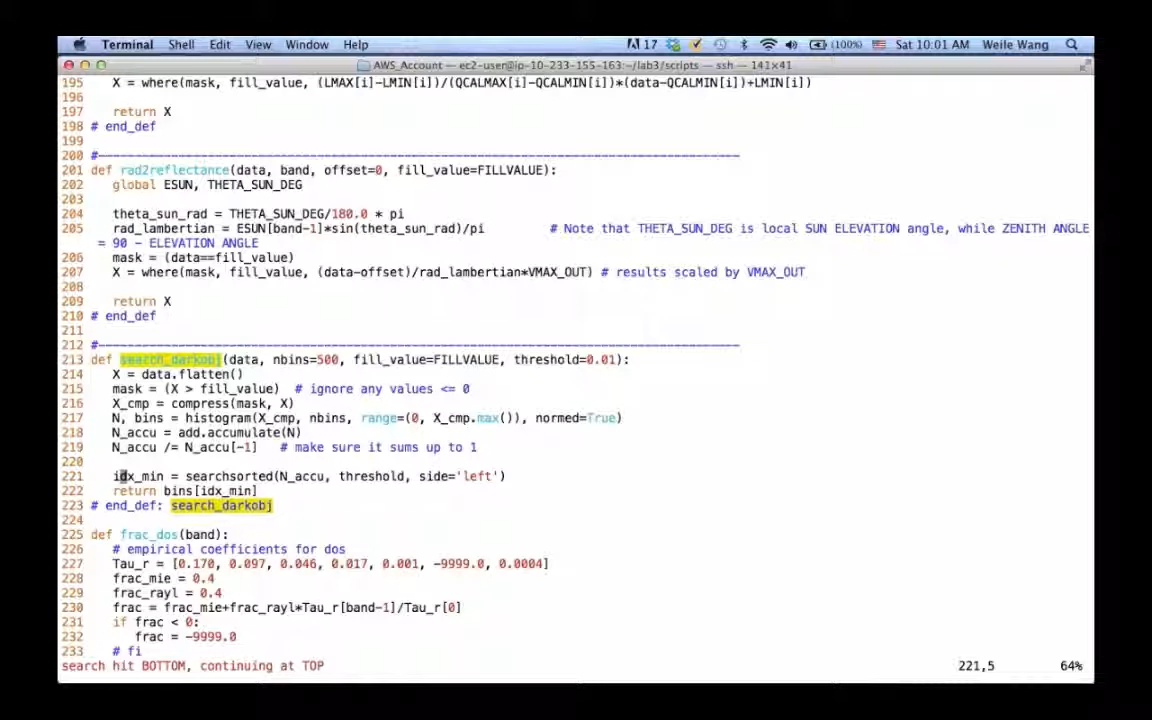 Terminal Shell Edit View Window Help 17 (100%) Sat 10:01 AM Weile Wang
AWS_Account — ec2-user@ip-10-233-155-163:~/lab3/scripts — ssh — 141×41
195 X = where(mask, fill_value, (LMAX[i]-LMIN[i])/(QCALMAX[i]-QCALMIN[i])*(data-QCALMIN[i])+LMIN[i])
196
197 return X
198 # end_def
199
200 #----------------------------------------------------------------------------------------
201 def rad2reflectance(data, band, offset=0, fill_value=FILLVALUE):
202 global ESUN, THETA_SUN_DEG
203
204 theta_sun_rad = THETA_SUN_DEG/180.0 * pi
205 rad_lambertian = ESUN[band-1]*sin(theta_sun_rad)/pi # Note that THETA_SUN_DEG is local SUN ELEVATION angle, while ZENITH ANGLE
= 90 - ELEVATION ANGLE
206 mask = (data==fill_value)
207 X = where(mask, fill_value, (data-offset)/rad_lambertian*VMAX_OUT) # results scaled by VMAX_OUT
208
209 return X
210 # end_def
211
212 #----------------------------------------------------------------------------------------
213 def search_darkobj(data, nbins=500, fill_value=FILLVALUE, threshold=0.01):
214 X = data.flatten()
215 mask = (X > fill_value) # ignore any values <= 0
216 X_cmp = compress(mask, X)
217 N, bins = histogram(X_cmp, nbins, range=(0, X_cmp.max()), normed=True)
218 N_accu = add.accumulate(N)
219 N_accu /= N_accu[-1] # make sure it sums up to 1
220
221 idx_min = searchsorted(N_accu, threshold, side='left')
222 return bins[idx_min]
223 # end_def: search_darkobj
224
225 def frac_dos(band):
226 # empirical coefficients for dos
227 Tau_r = [0.170, 0.097, 0.046, 0.017, 0.001, -9999.0, 0.0004]
228 frac_mie = 0.4
229 frac_rayl = 0.4
230 frac = frac_mie+frac_rayl*Tau_r[band-1]/Tau_r[0]
231 if frac < 0:
232 frac = -9999.0
233 # fi
search hit BOTTOM, continuing at TOP 221,5 64%